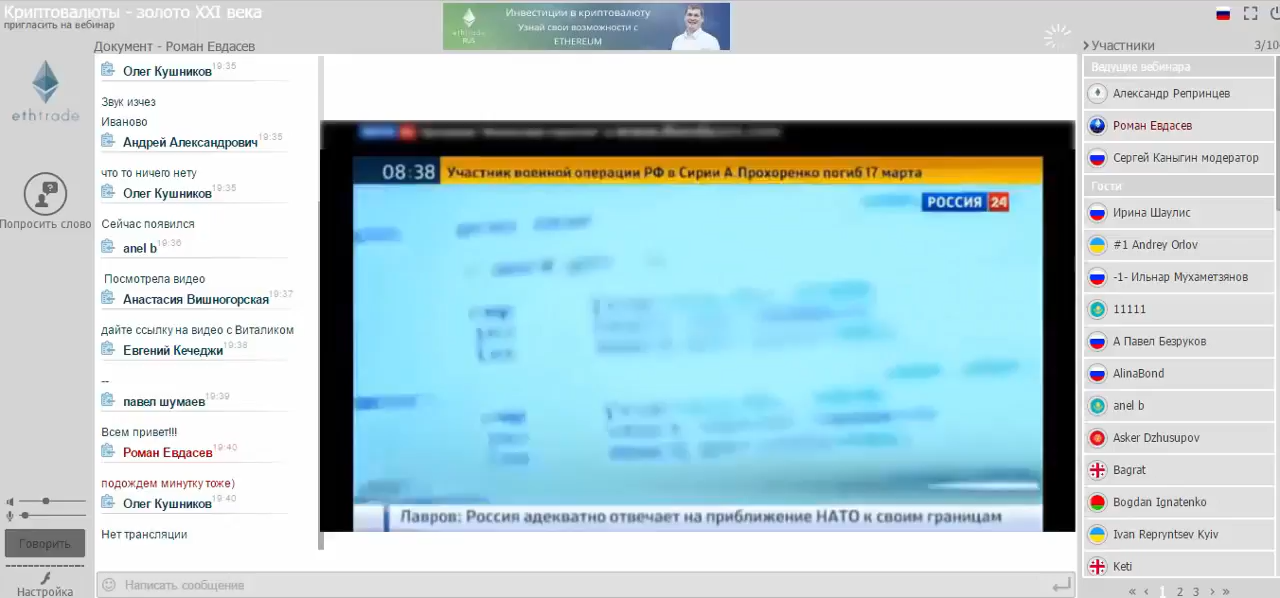 Криптовалюты - золото XXI века
пригласить на вебинар
ethtrade
Попросить слово
Говорить
Настройка
Документ - Роман Евдасев
Олег Кушников 19:35
Звук изчез
Иваново
Андрей Александрович 19:35
что то ничего нету
Олег Кушников 19:35
Сейчас появился
anel b 19:36
Посмотрела видео
Анастасия Вишногорская 19:37
дайте ссылку на видео с Виталиком
Евгений Кечеджи 19:38
--
павел шумаев 19:39
Всем привет!!!
Роман Евдасев 19:40
подождем минутку тоже)
Олег Кушников 19:40
Нет трансляции
Написать сообщение
Инвестиции в криптовалюту
Узнай свои возможности с
ETHEREUM
08:38 Участник военной операции РФ в Сирии А.Прохоренко погиб 17 марта
РОССИЯ 24
Лавров: Россия адекватно отвечает на приближение НАТО к своим границам
Участники 3/10
Ведущие вебинара
Александр Репринцев
Роман Евдасев
Сергей Каныгин модератор
Гости
Ирина Шаулис
#1 Andrey Orlov
-1- Ильнар Мухаметзянов
11111
А Павел Безруков
AlinaBond
anel b
Asker Dzhusupov
Bagrat
Bogdan Ignatenko
Ivan Repryntsev Kyiv
Keti
« ‹ 1 2 3 › »